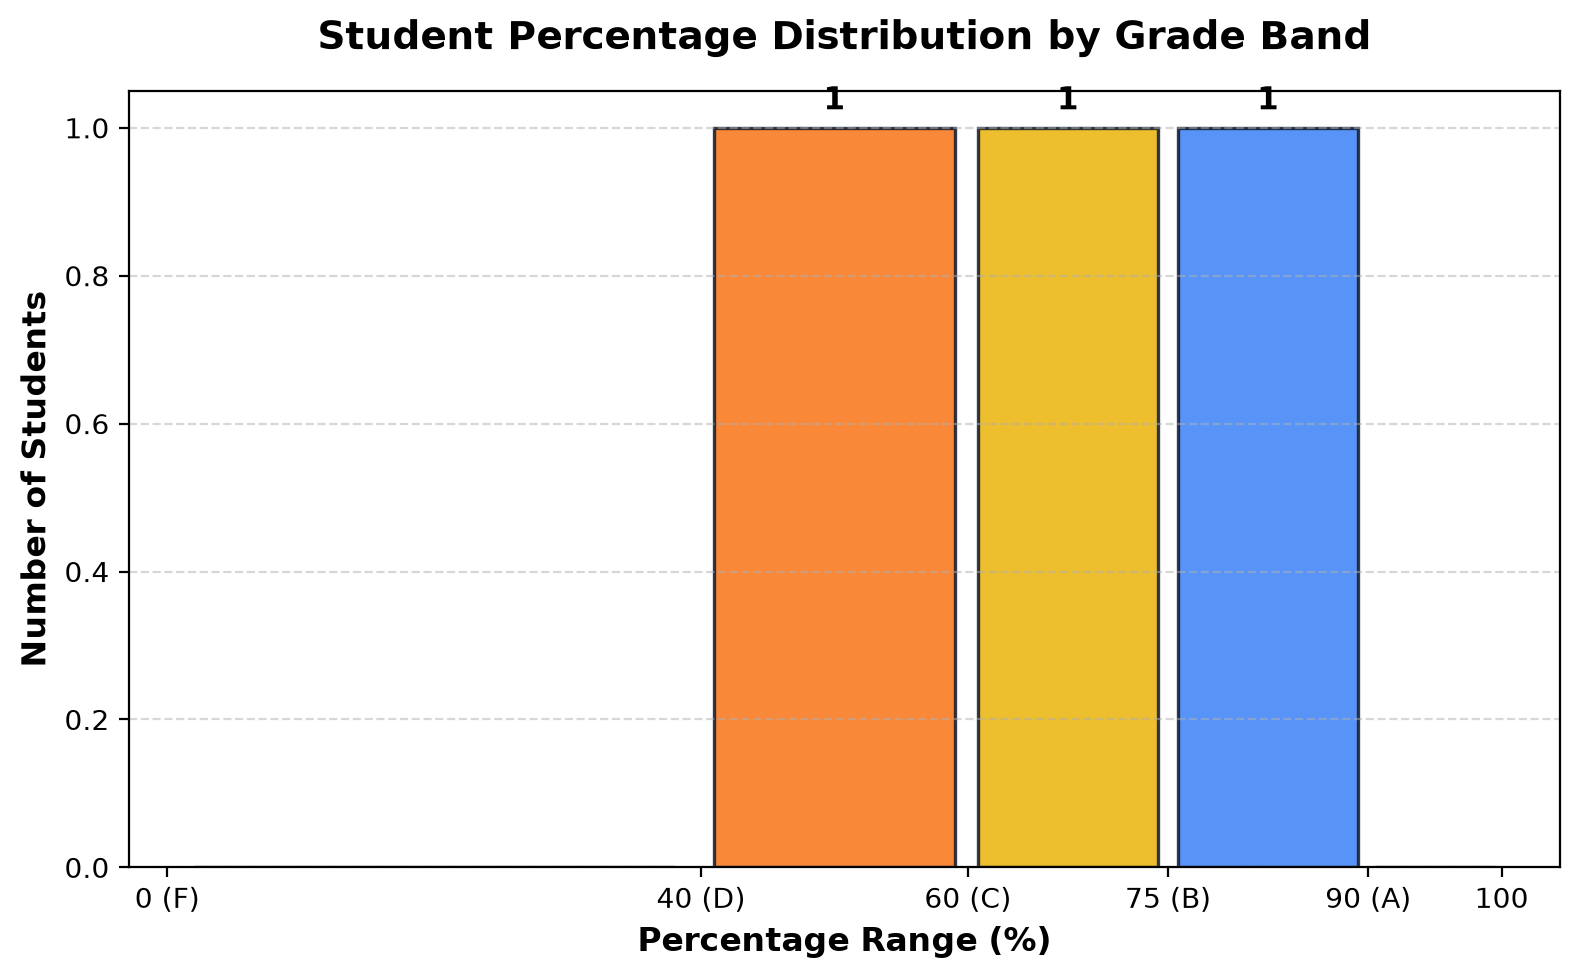 Student Percentage Distribution by Grade Band
1 1 1
1.0
0.8
0.6
0.4
0.2
0.0
Number of Students
0 (F) 40 (D) 60 (C) 75 (B) 90 (A) 100
Percentage Range (%)